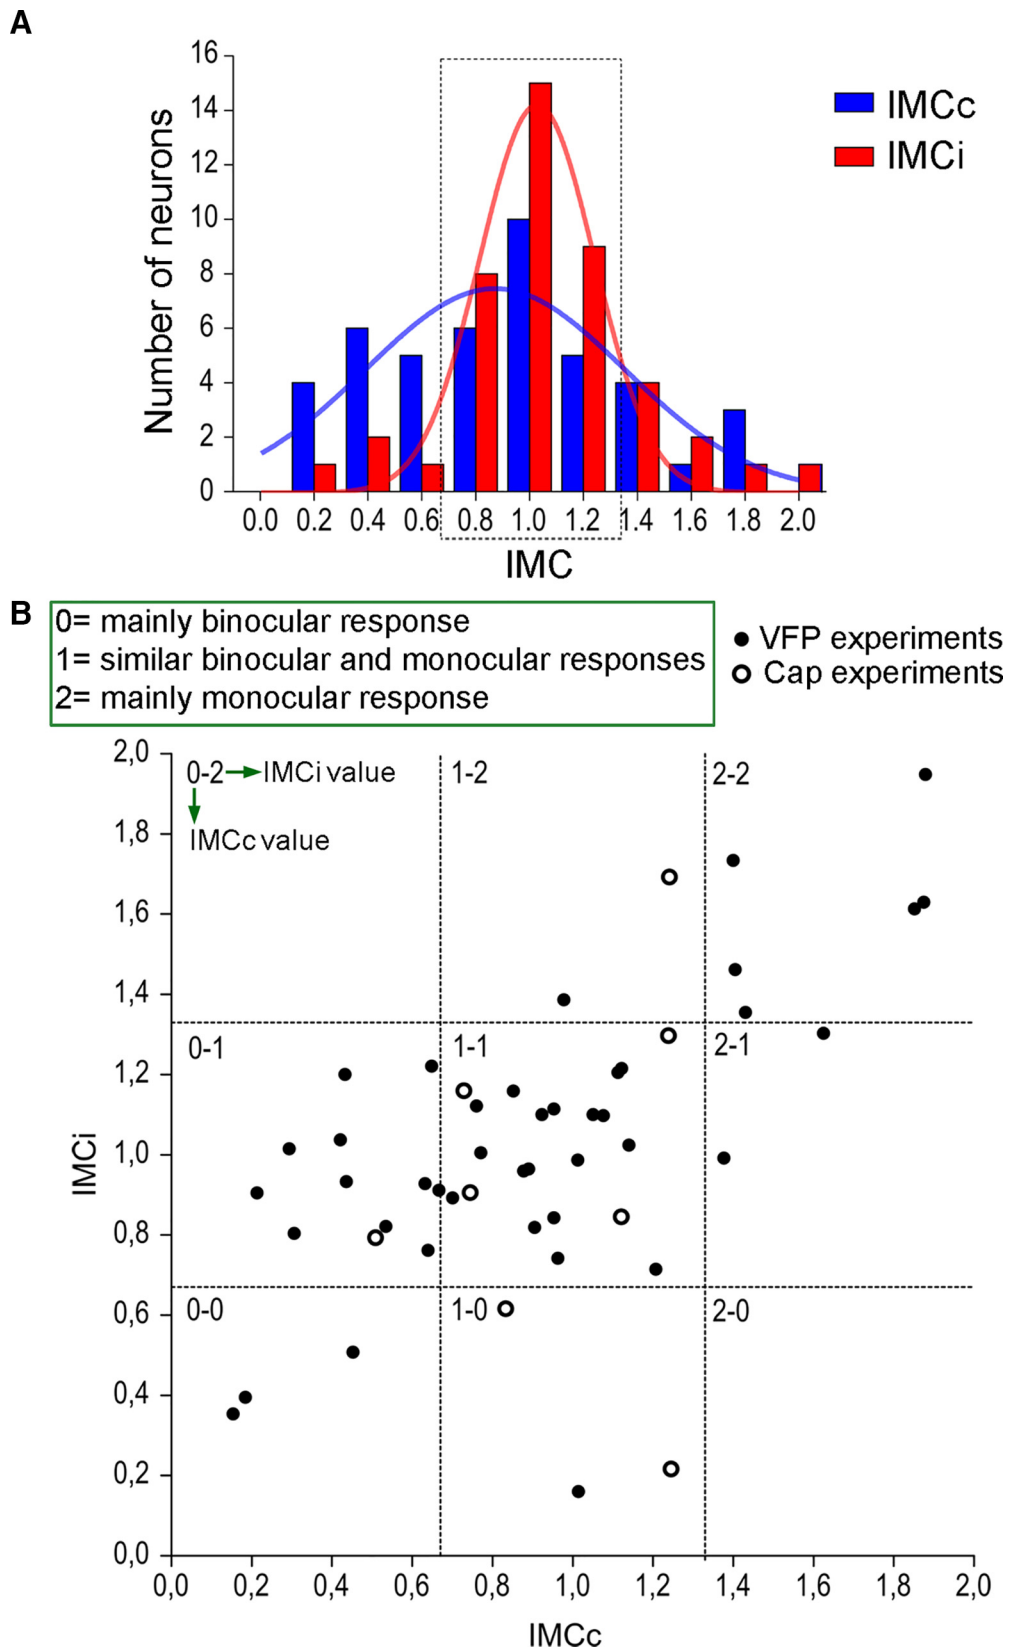 A
16
14
12
10
8
6
4
2
0
Number of neurons
IMCc
IMCi
0.0 0.2 0.4 0.6 0.8 1.0 1.2 1.4 1.6 1.8 2.0
IMC
B
0= mainly binocular response
1= similar binocular and monocular responses
2= mainly monocular response
VFP experiments
Cap experiments
2,0
1,8
1,6
1,4
1,2
1,0
0,8
0,6
0,4
0,2
0,0
IMCi
0-2 IMCi value
IMCc value
1-2
2-2
0-1
1-1
2-1
0-0
1-0
2-0
0,0 0,2 0,4 0,6 0,8 1,0 1,2 1,4 1,6 1,8 2,0
IMCc